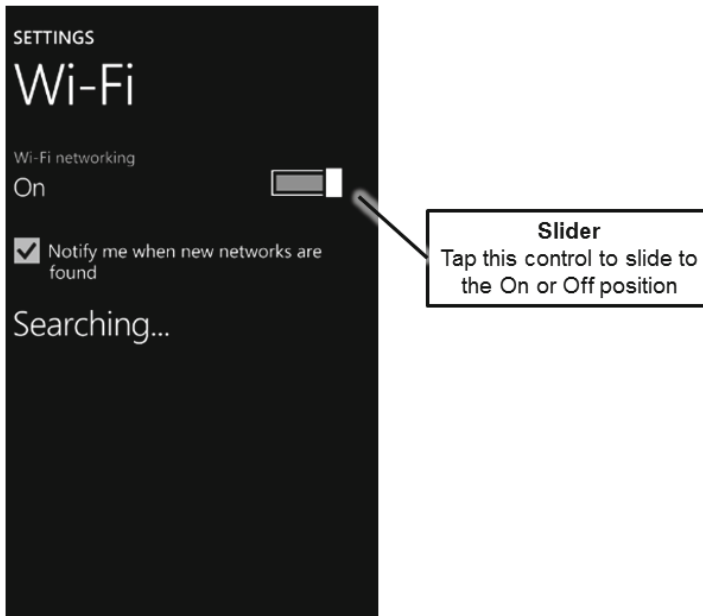 SETTINGS
Wi-Fi
Wi-Fi networking
On
Notify me when new networks are
found
Searching...
Slider
Tap this control to slide to
the On or Off position